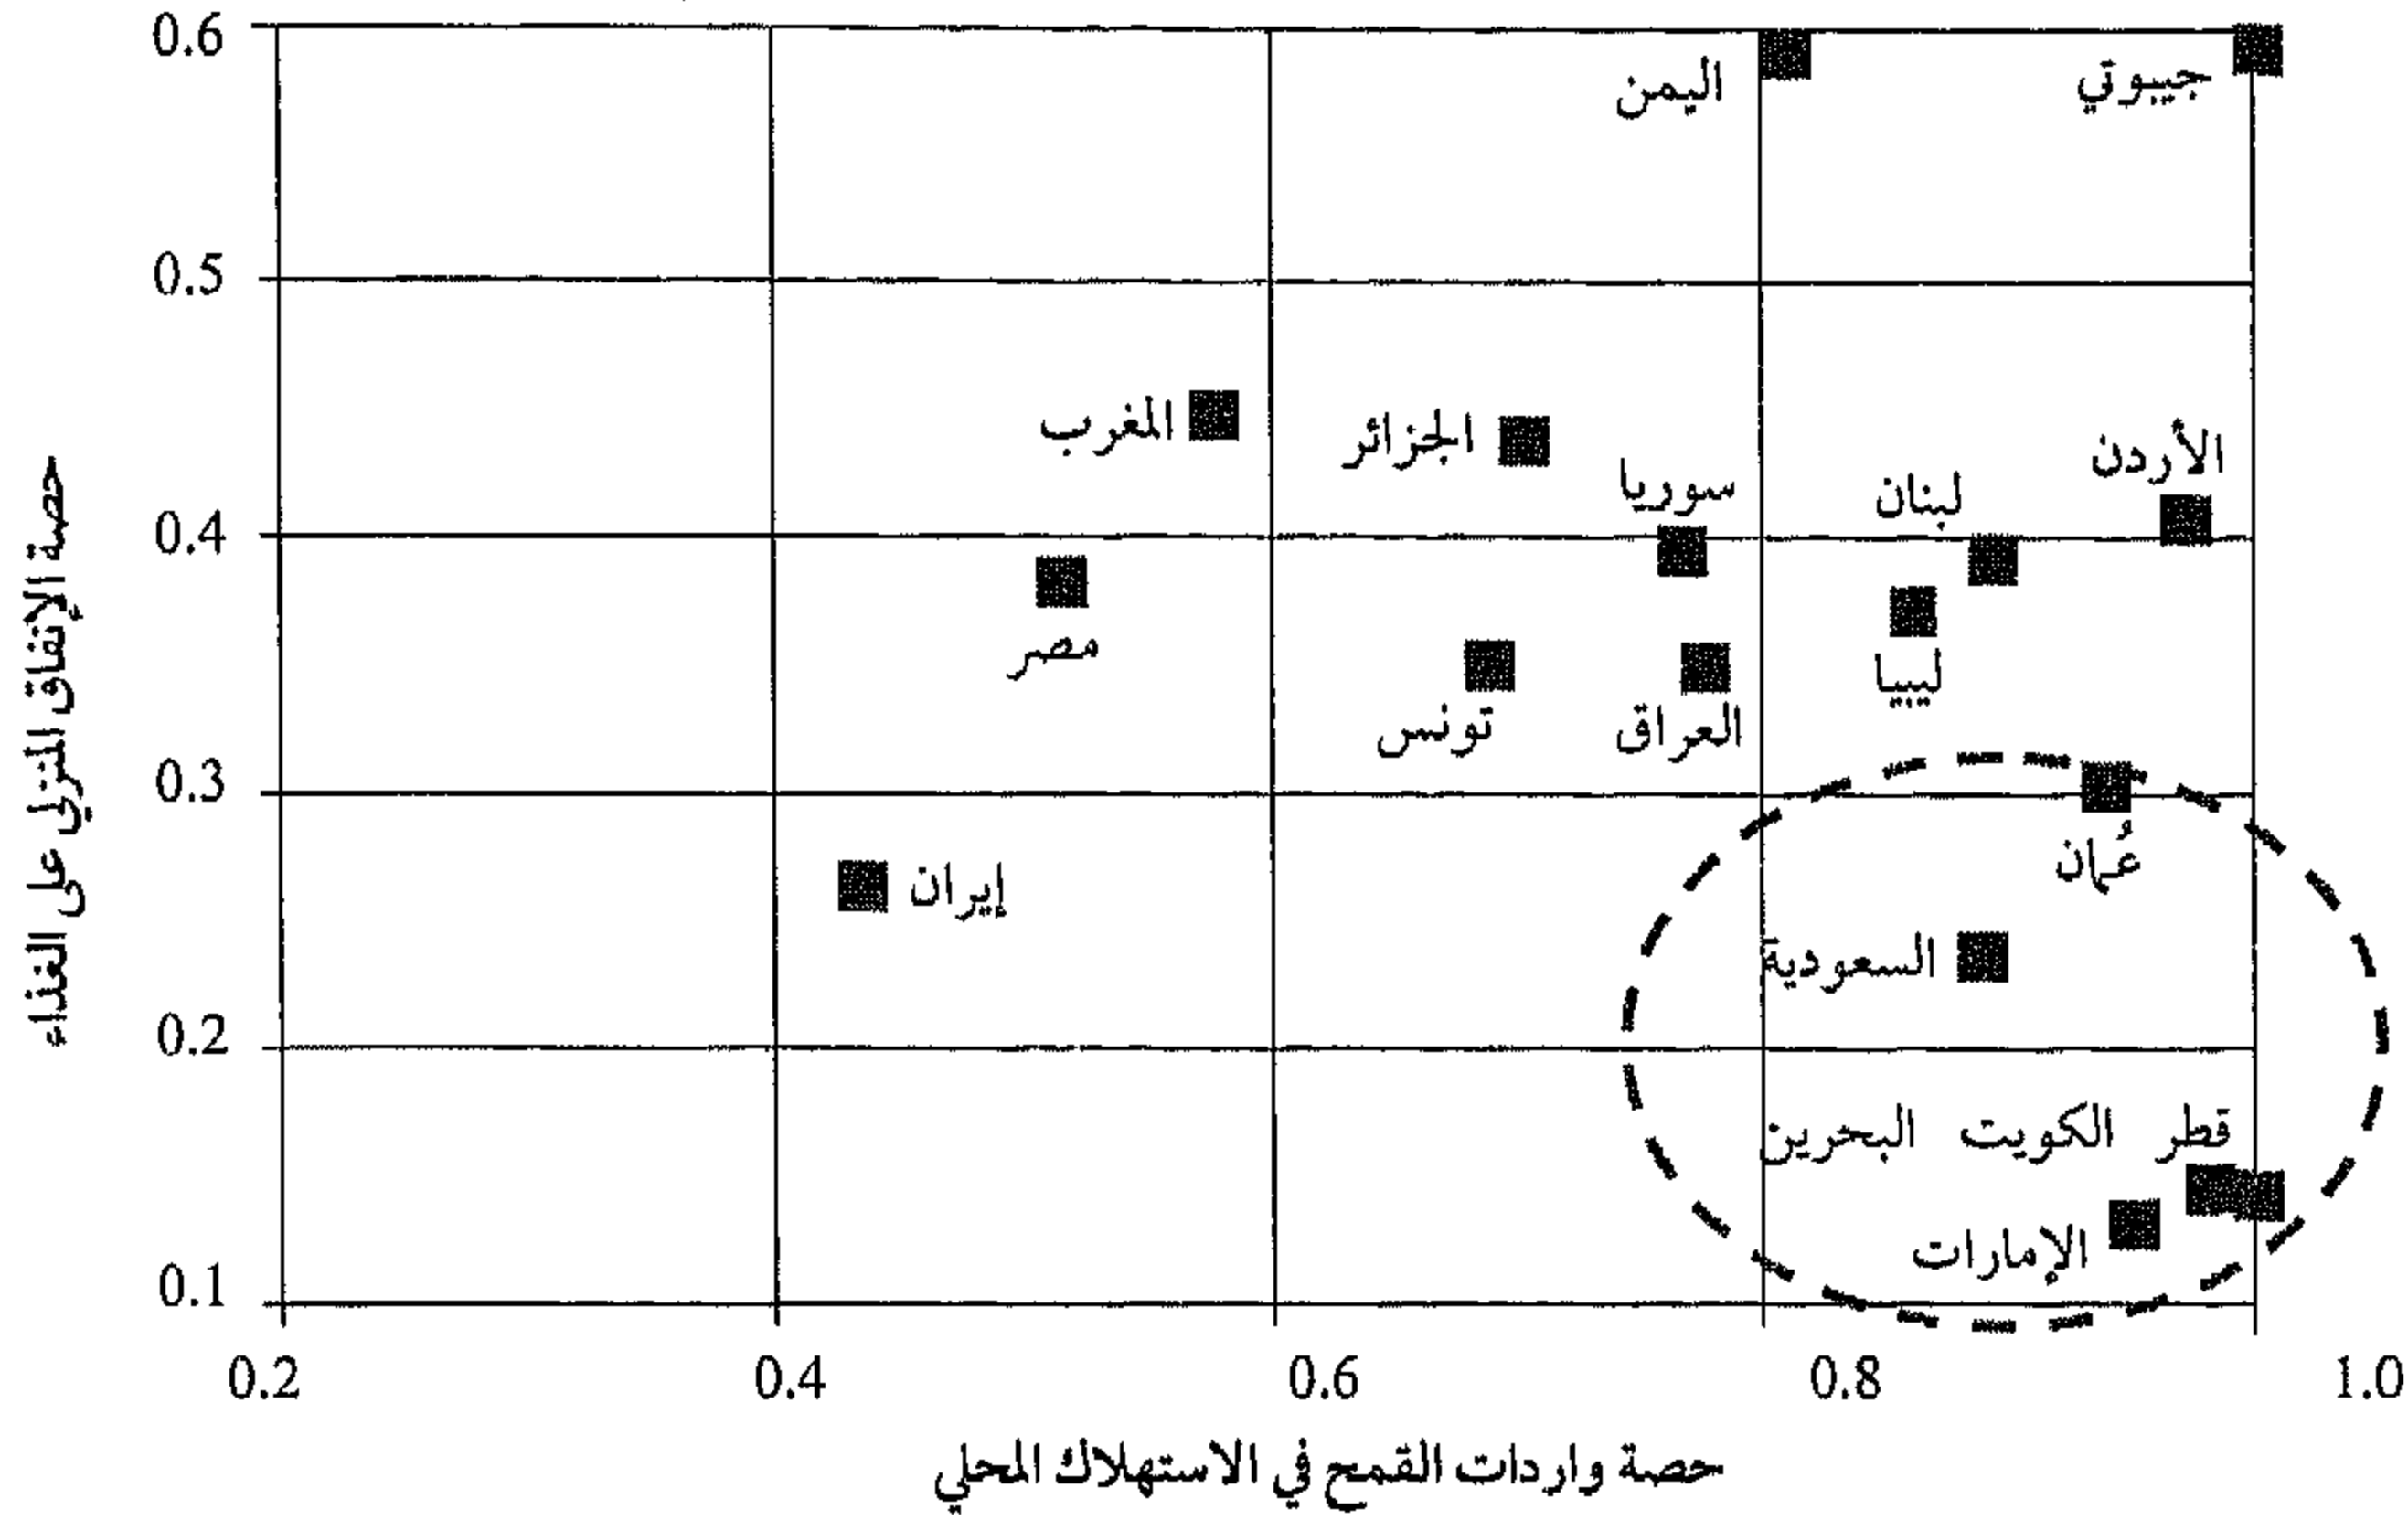 0.6
اليمن
جيبوتي
0.5
المغرب
الجزائر
سوريا
لبنان
الأردن
0.4
مصر
تونس
العراق
ليبيا
0.3
عُمان
إيران
السعودية
0.2
البحرين الكويت قطر
الإمارات
0.1
0.2 0.4 0.6 0.8 1.0
حصة واردات القمح في الاستهلاك المحلي
حصة الإنفاق المنزلي على الغذاء